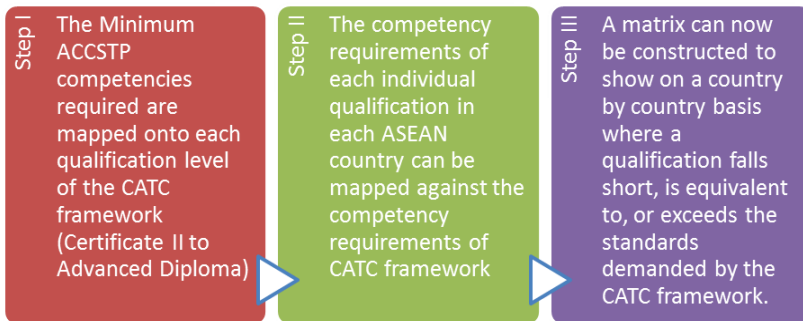 Step I
The Minimum
ACCSTP
competencies
required are
mapped onto each
qualification level
of the CATC
framework
(Certificate II to
Advanced Diploma)
Step II
The competency
requirements of
each individual
qualification in
each ASEAN
country can be
mapped against the
competency
requirements of
CATC framework
Step III
A matrix can now
be constructed to
show on a country
by country basis
where a
qualification falls
short, is equivalent
to, or exceeds the
standards
demanded by the
CATC framework.